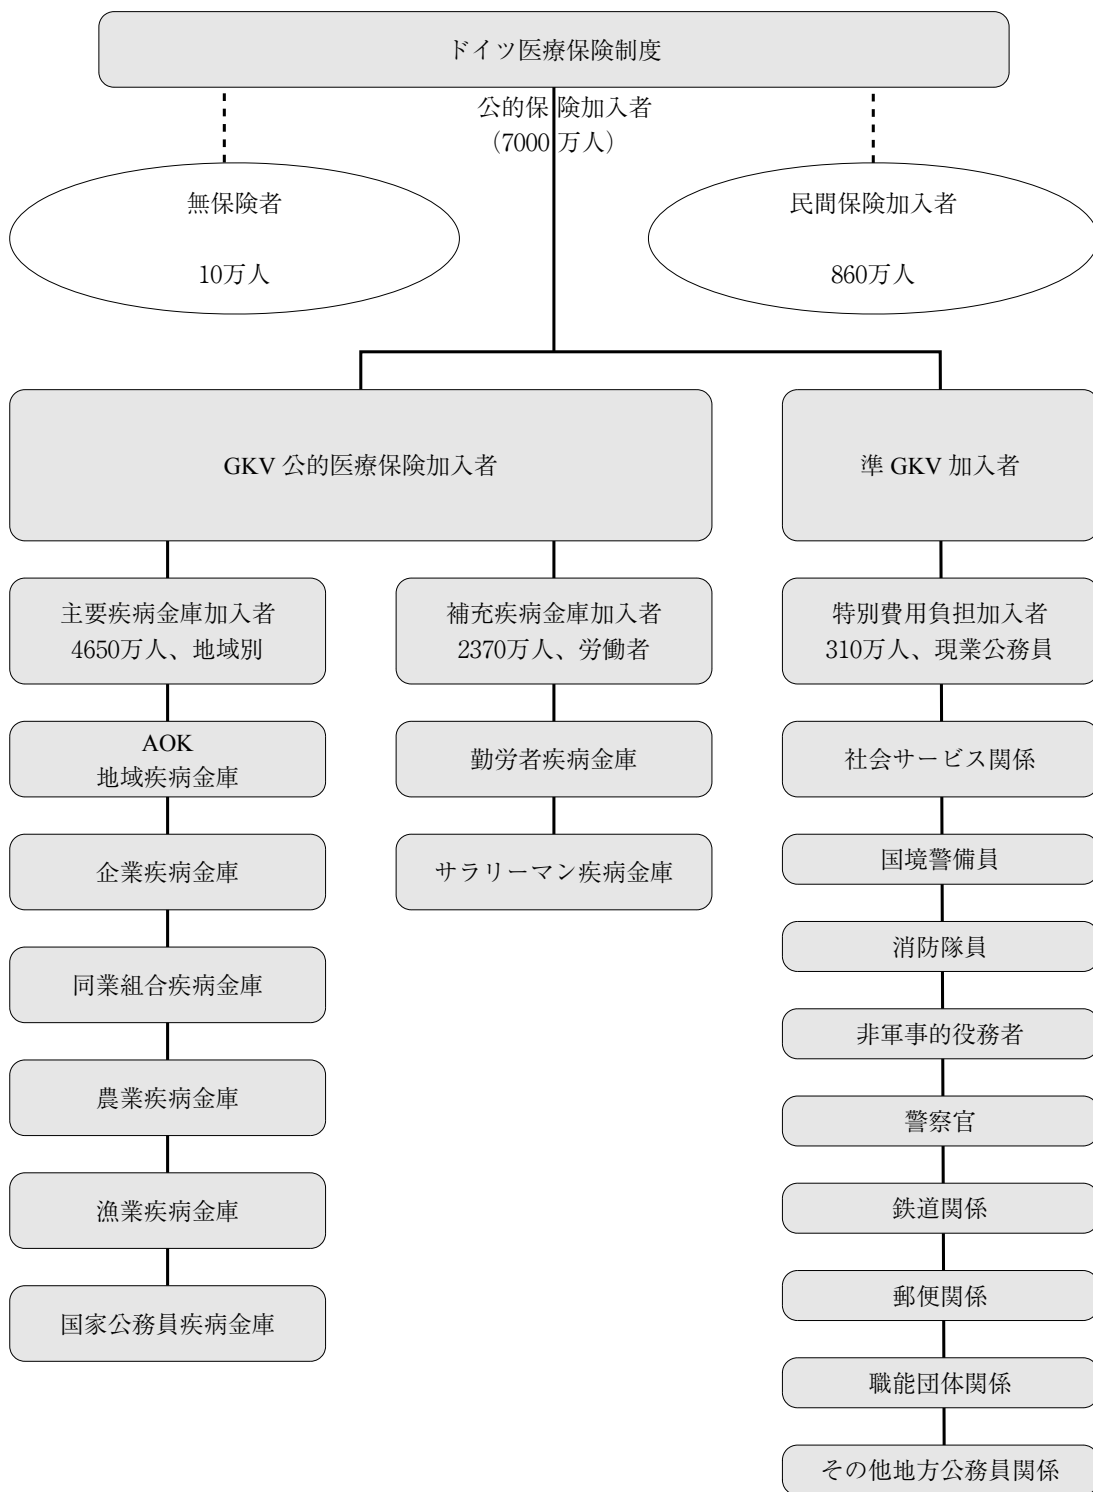 ドイツ医療保険制度
公的保険加入者
(7000万人)
無保険者
10万人
民間保険加入者
860万人
GKV 公的医療保険加入者
準 GKV 加入者
主要疾病金庫加入者
4650万人、地域別
補充疾病金庫加入者
2370万人、労働者
特別費用負担加入者
310万人、現業公務員
AOK
地域疾病金庫
勤労者疾病金庫
社会サービス関係
企業疾病金庫
サラリーマン疾病金庫
国境警備員
消防隊員
同業組合疾病金庫
非軍事的役務者
農業疾病金庫
警察官
漁業疾病金庫
鉄道関係
郵便関係
国家公務員疾病金庫
職能団体関係
その他地方公務員関係